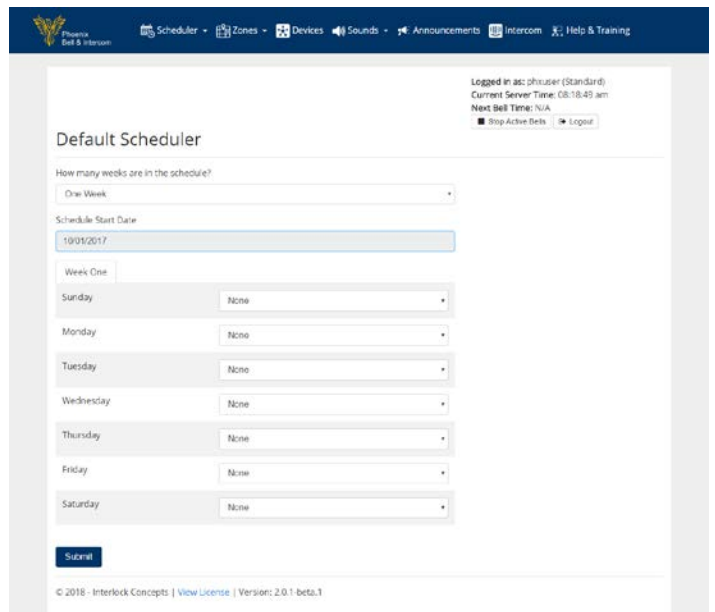 Phoenix
Bell & Intercom
Scheduler Zones Devices Sounds Announcements Intercom Help & Training
Logged in as: phxuser (Standard)
Current Server Time: 08:18:49 am
Next Bell Time: N/A
Stop Active Bells Logout
Default Scheduler
How many weeks are in the schedule?
One Week
Schedule Start Date
10/01/2017
Week One
Sunday None
Monday None
Tuesday None
Wednesday None
Thursday None
Friday None
Saturday None
Submit
© 2018 - Interlock Concepts | View License | Version: 2.0.1-beta.1